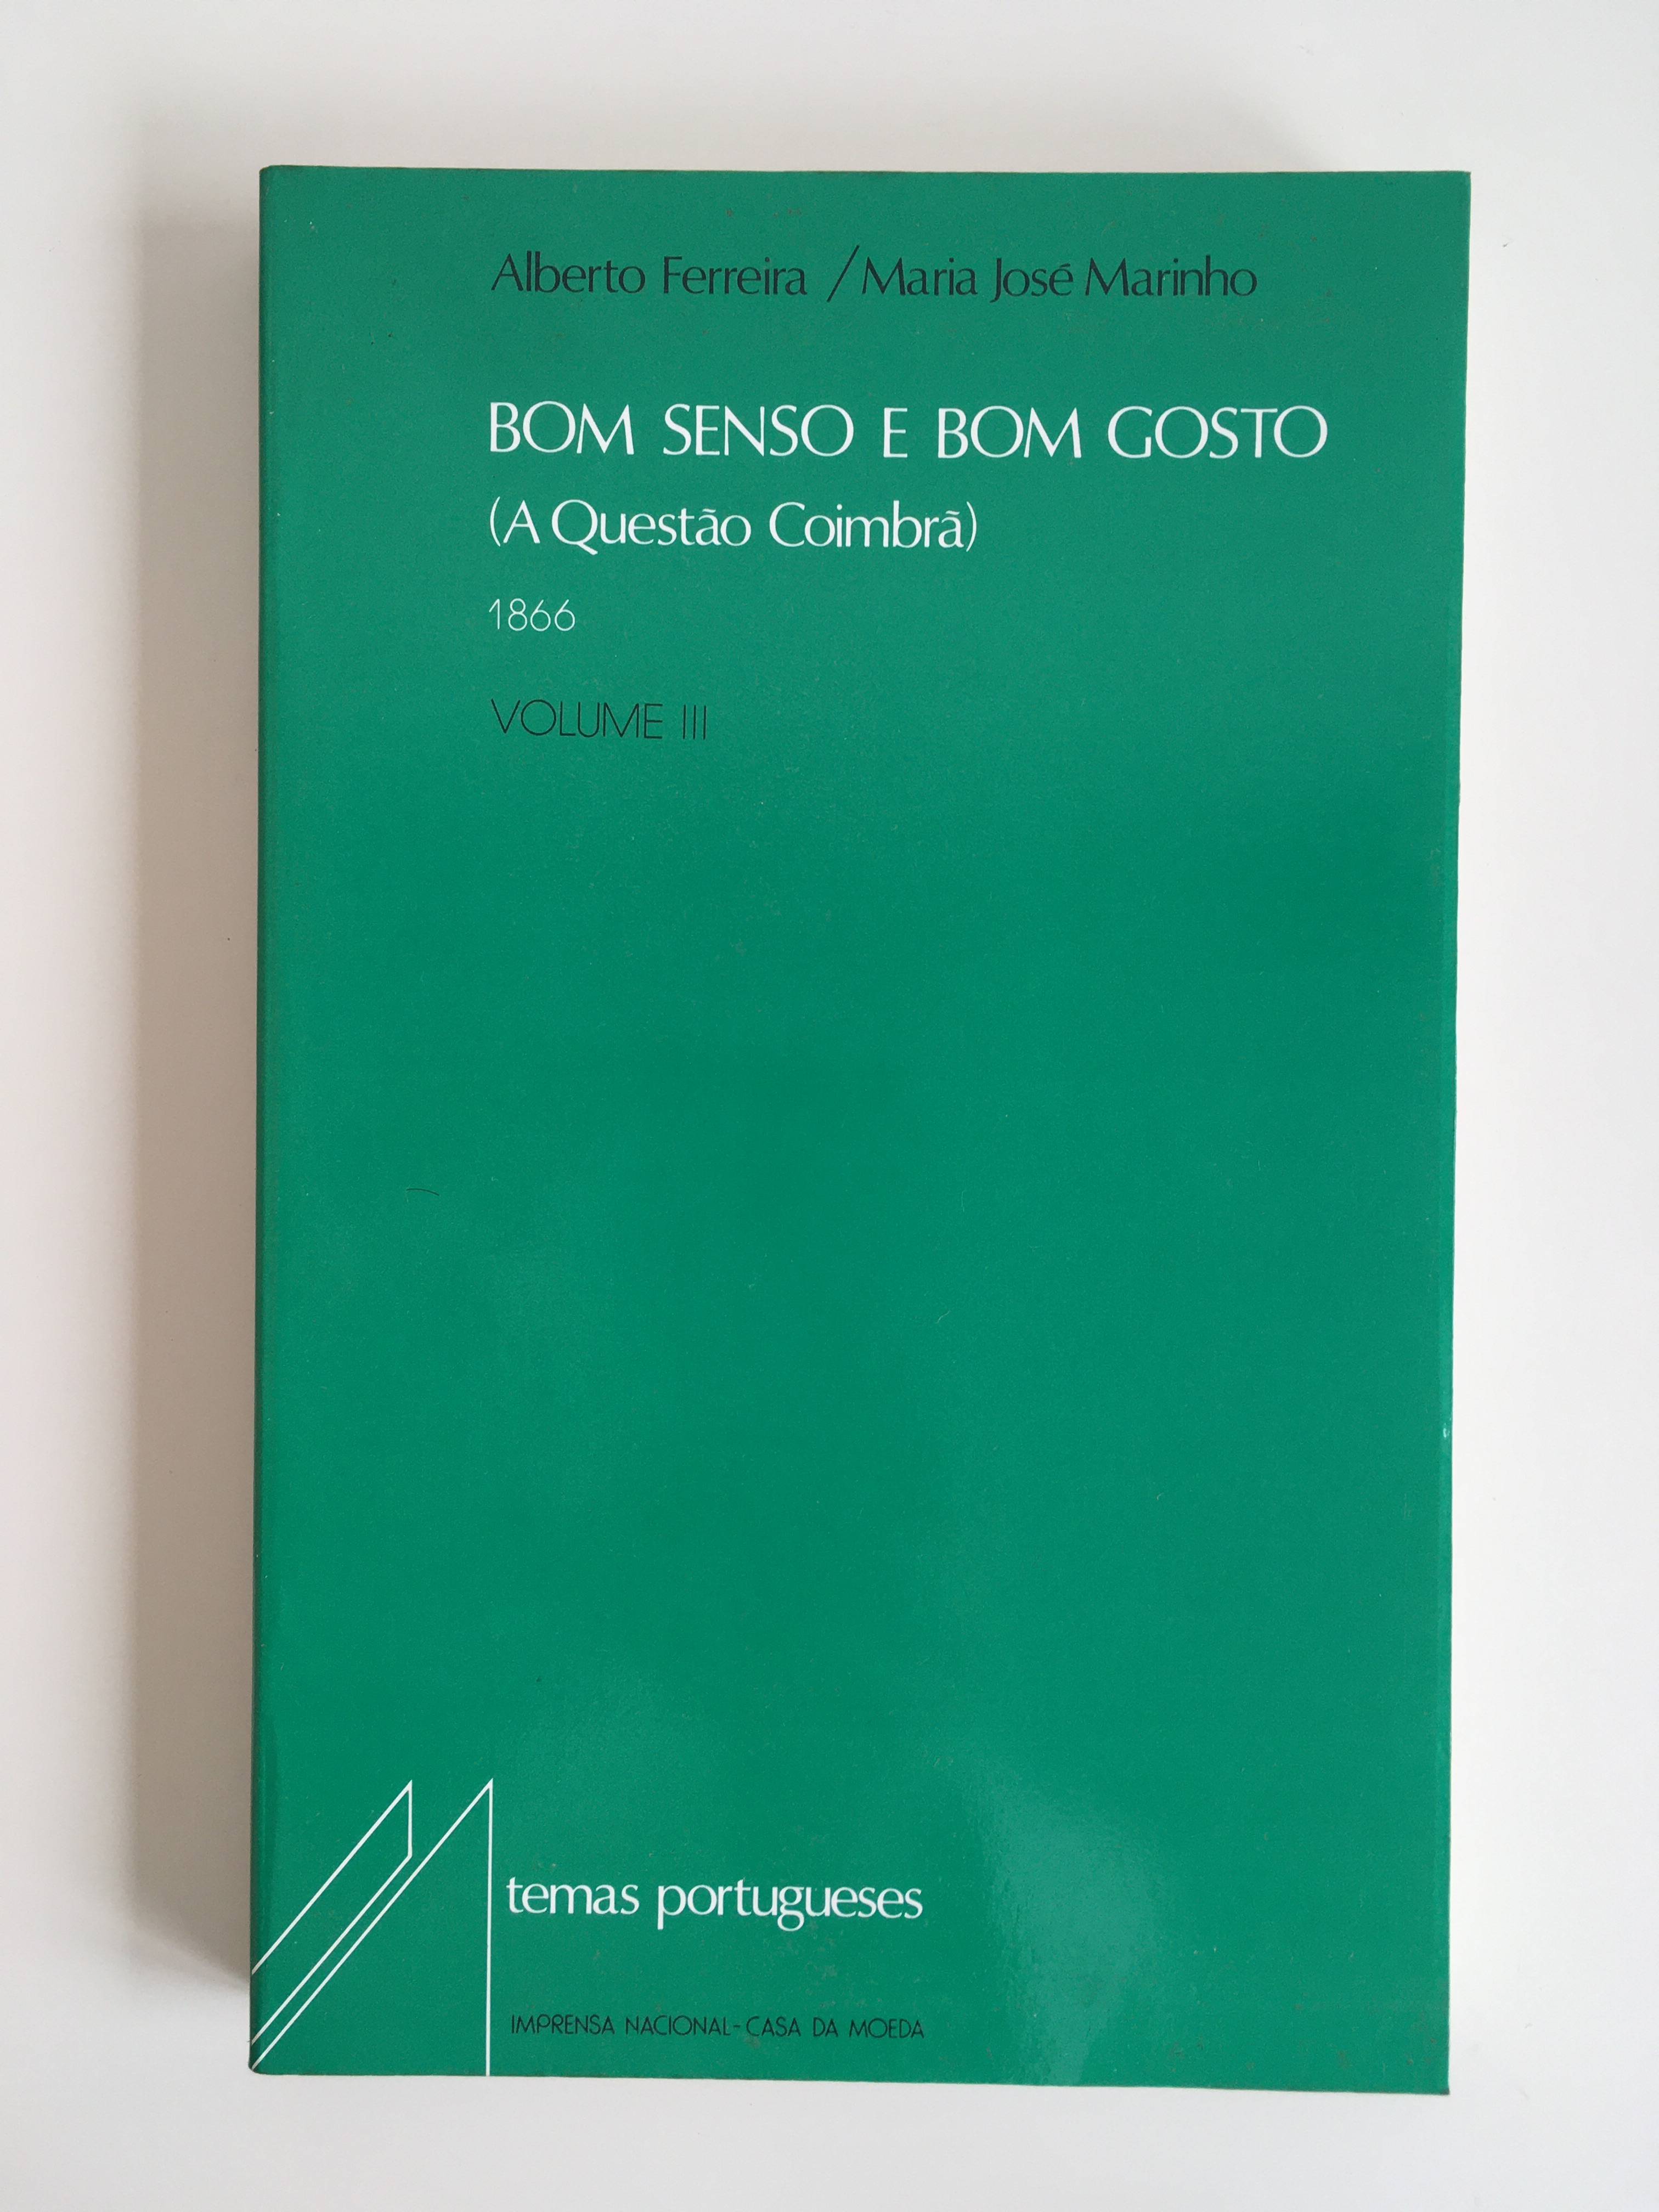 Alberto Ferreira / Maria José Marinho
BOM SENSO E BOM GOSTO
(A Questão Coimbrã)
1866
VOLUME III
temas portugueses
IMPRENSA NACIONAL - CASA DA MOEDA